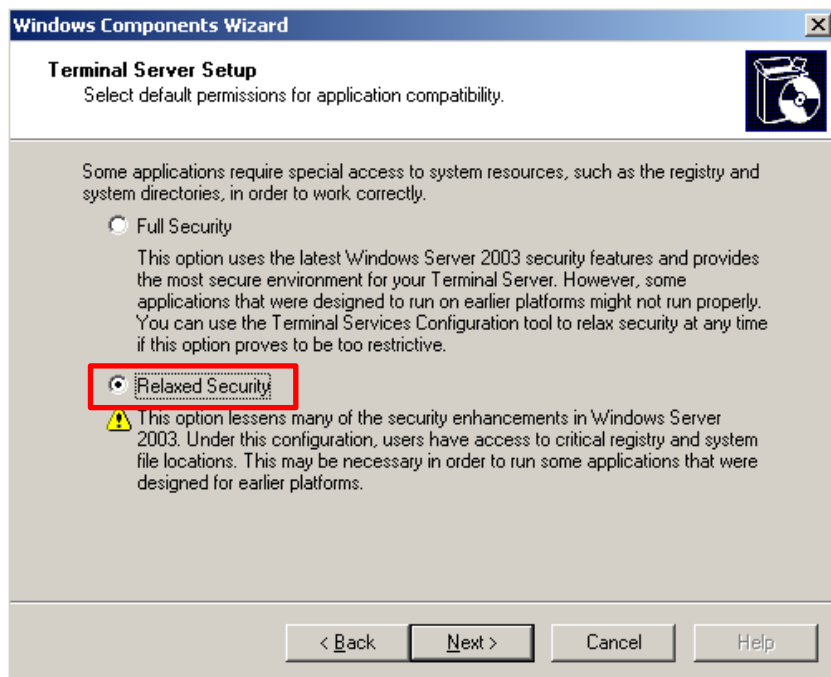 Windows Components Wizard
Terminal Server Setup
Select default permissions for application compatibility.
Some applications require special access to system resources, such as the registry and
system directories, in order to work correctly.
Full Security
This option uses the latest Windows Server 2003 security features and provides
the most secure environment for your Terminal Server. However, some
applications that were designed to run on earlier platforms might not run properly.
You can use the Terminal Services Configuration tool to relax security at any time
if this option proves to be too restrictive.
Relaxed Security
This option lessens many of the security enhancements in Windows Server
2003. Under this configuration, users have access to critical registry and system
file locations. This may be necessary in order to run some applications that were
designed for earlier platforms.
< Back Next > Cancel Help